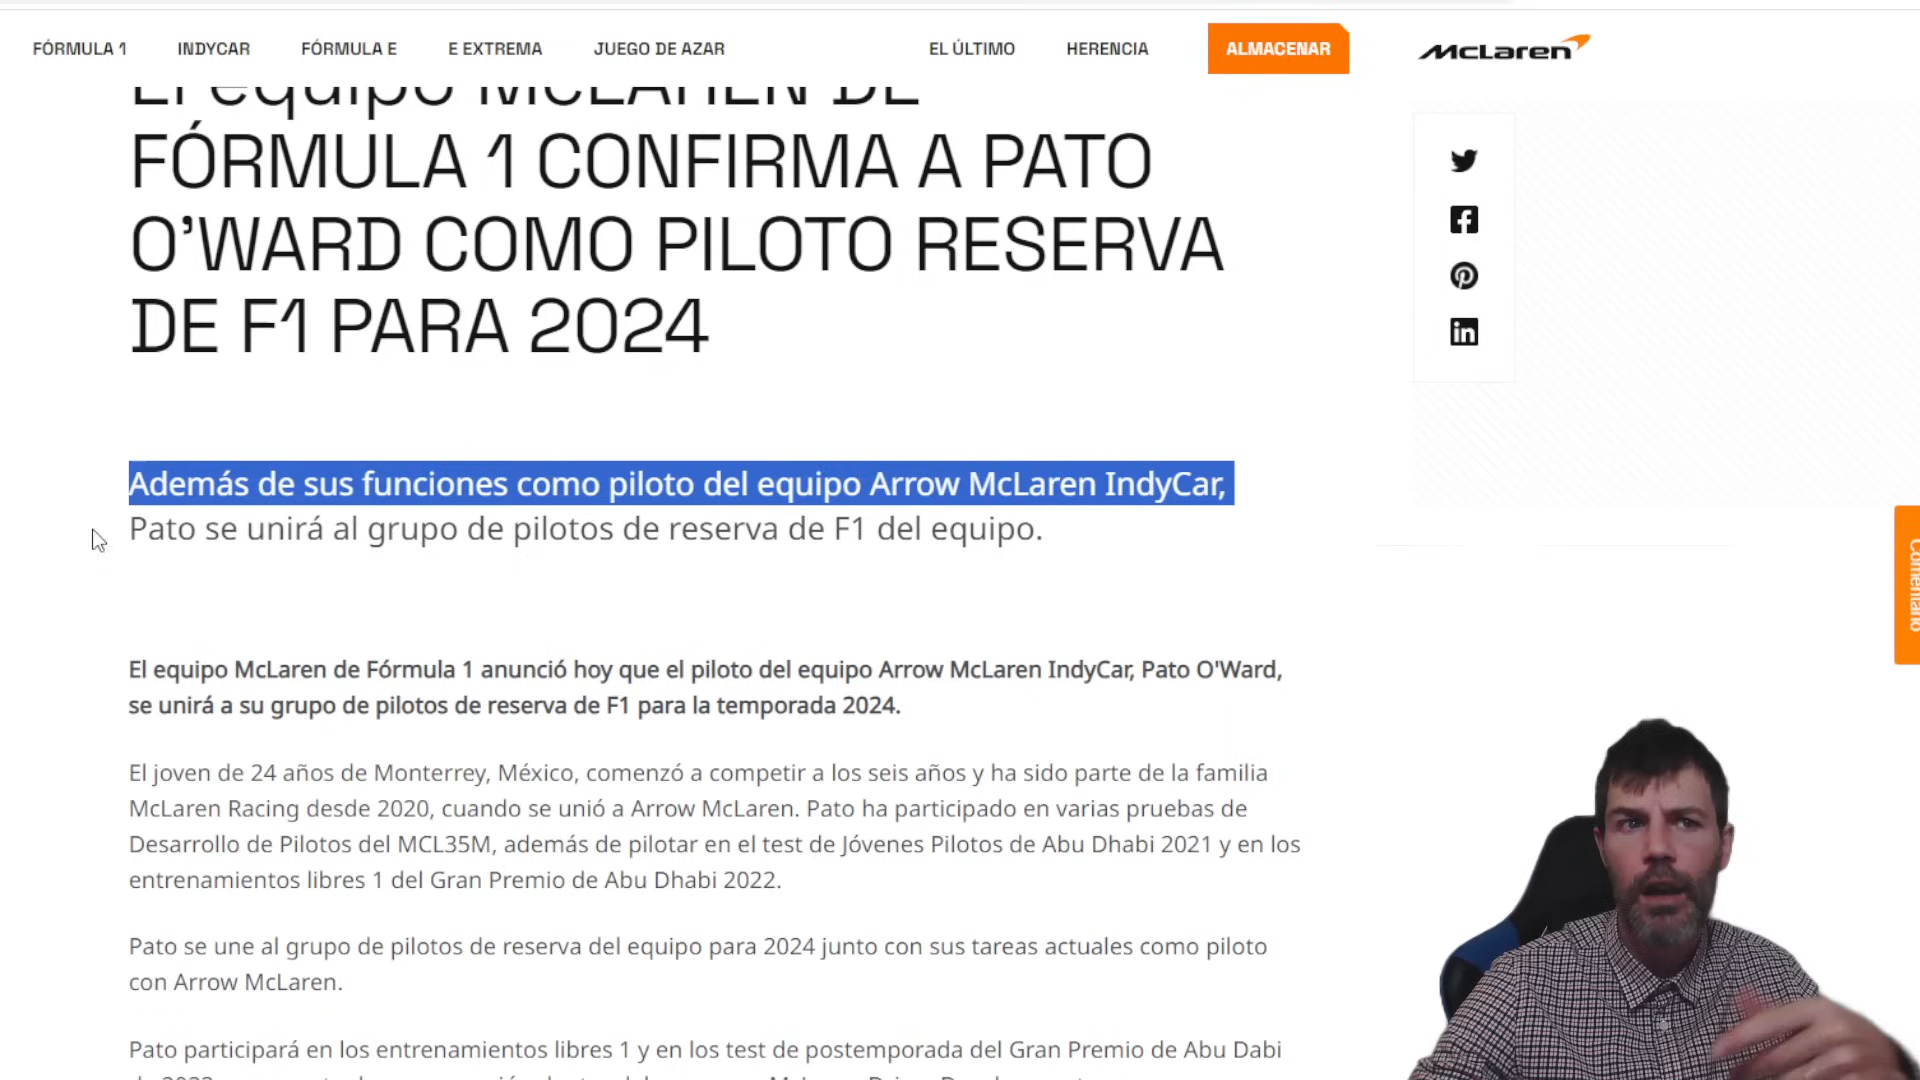 FÓRMULA 1 INDYCAR FÓRMULA E E EXTREMA JUEGO DE AZAR EL ÚLTIMO HERENCIA ALMACENAR McLaren
El equipo McLAREN DE
FÓRMULA 1 CONFIRMA A PATO
O'WARD COMO PILOTO RESERVA
DE F1 PARA 2024
Además de sus funciones como piloto del equipo Arrow McLaren IndyCar,
Pato se unirá al grupo de pilotos de reserva de F1 del equipo.
Comentario
El equipo McLaren de Fórmula 1 anunció hoy que el piloto del equipo Arrow McLaren IndyCar, Pato O'Ward,
se unirá a su grupo de pilotos de reserva de F1 para la temporada 2024.
El joven de 24 años de Monterrey, México, comenzó a competir a los seis años y ha sido parte de la familia
McLaren Racing desde 2020, cuando se unió a Arrow McLaren. Pato ha participado en varias pruebas de
Desarrollo de Pilotos del MCL35M, además de pilotar en el test de Jóvenes Pilotos de Abu Dhabi 2021 y en los
entrenamientos libres 1 del Gran Premio de Abu Dhabi 2022.
Pato se une al grupo de pilotos de reserva del equipo para 2024 junto con sus tareas actuales como piloto
con Arrow McLaren.
Pato participará en los entrenamientos libres 1 y en los test de postemporada del Gran Premio de Abu Dabi